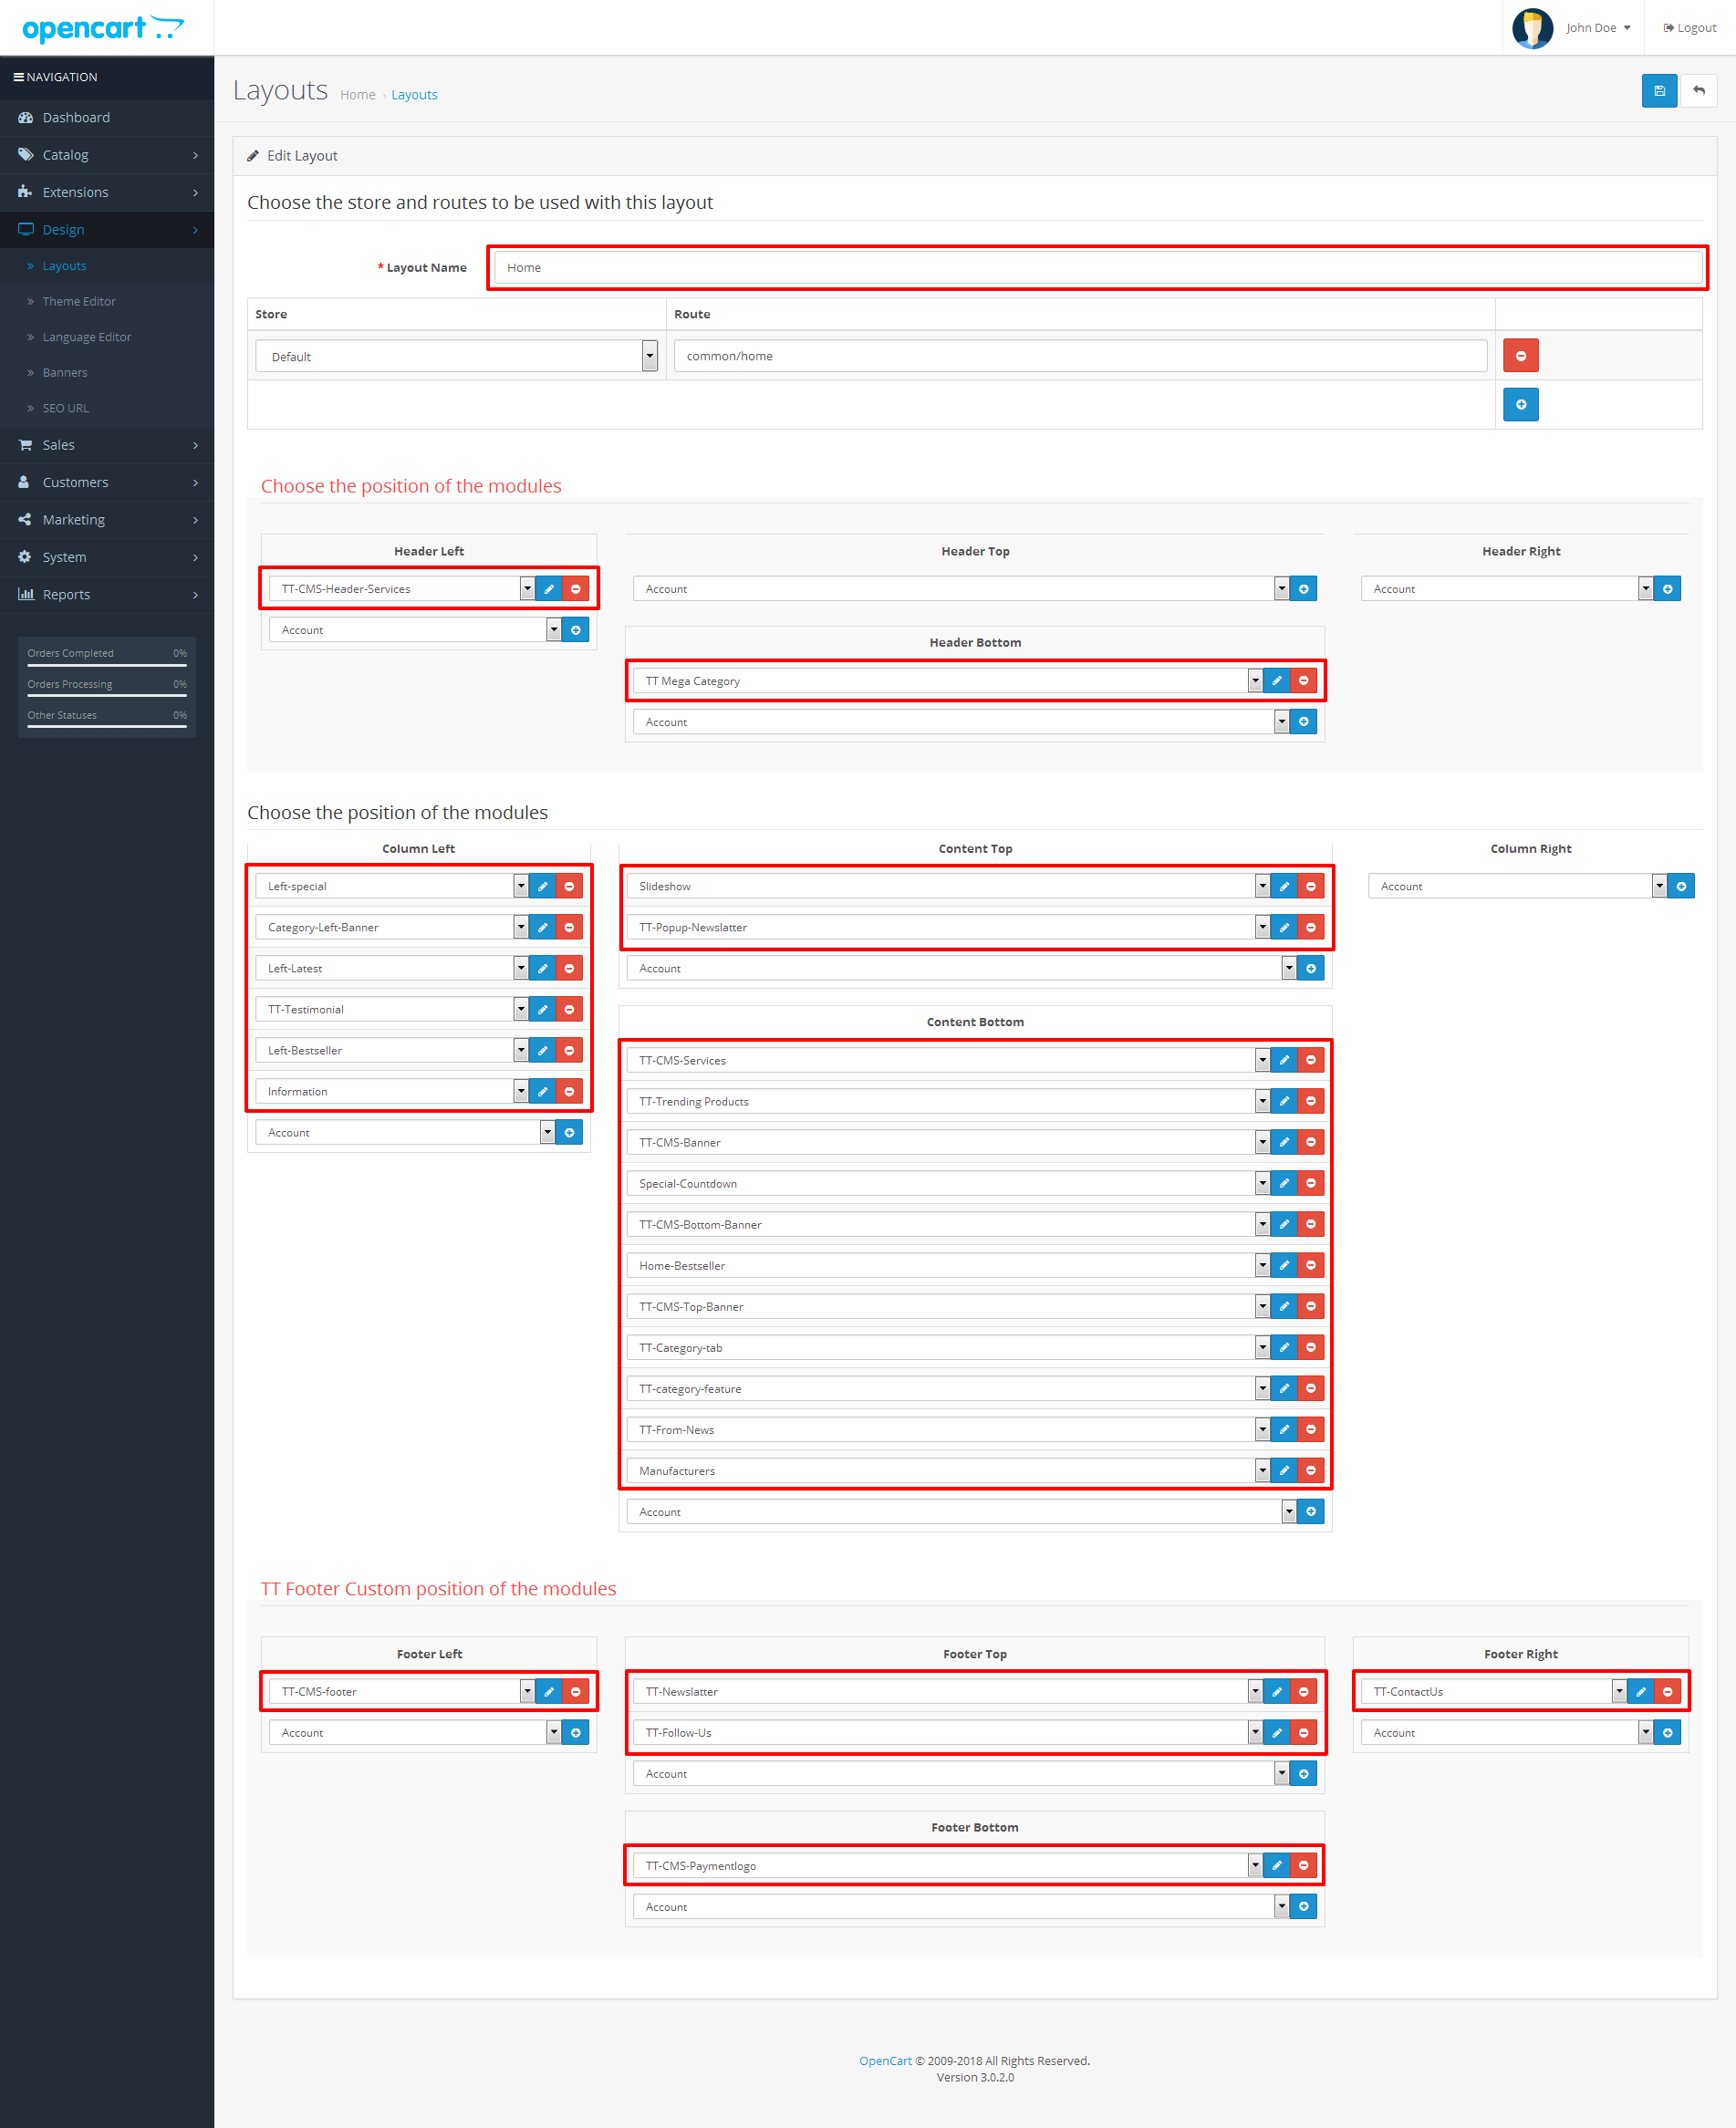 opencart
John Doe
Logout
NAVIGATION
Dashboard
Catalog
Extensions
Design
Layouts
Theme Editor
Language Editor
Banners
SEO URL
Sales
Customers
Marketing
System
Reports
Orders Completed 0%
Orders Processing 0%
Other Statuses 0%
Layouts Home › Layouts
Edit Layout
Choose the store and routes to be used with this layout
* Layout Name Home
Store Route
Default common/home
Choose the position of the modules
Header Left
TT-CMS-Header-Services
Account
Header Top
Account
Header Bottom
TT Mega Category
Account
Header Right
Account
Choose the position of the modules
Column Left
Left-special
Category-Left-Banner
Left-Latest
TT-Testimonial
Left-Bestseller
Information
Account
Content Top
Slideshow
TT-Popup-Newslatter
Account
Content Bottom
TT-CMS-Services
TT-Trending Products
TT-CMS-Banner
Special-Countdown
TT-CMS-Bottom-Banner
Home-Bestseller
TT-CMS-Top-Banner
TT-Category-tab
TT-category-feature
TT-From-News
Manufacturers
Account
Column Right
Account
TT Footer Custom position of the modules
Footer Left
TT-CMS-footer
Account
Footer Top
TT-Newslatter
TT-Follow-Us
Account
Footer Bottom
TT-CMS-Paymentlogo
Account
Footer Right
TT-ContactUs
Account
OpenCart © 2009-2018 All Rights Reserved.
Version 3.0.2.0